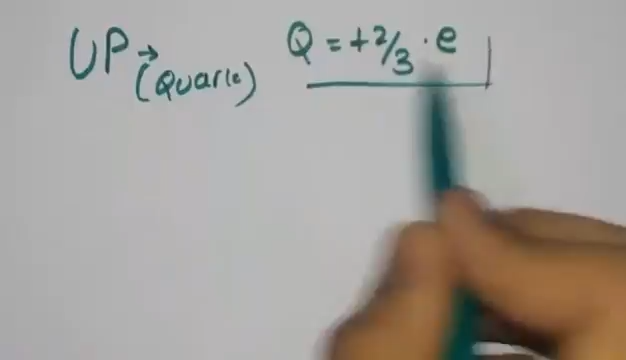 UP → (Quark) Q = +2/3 · e